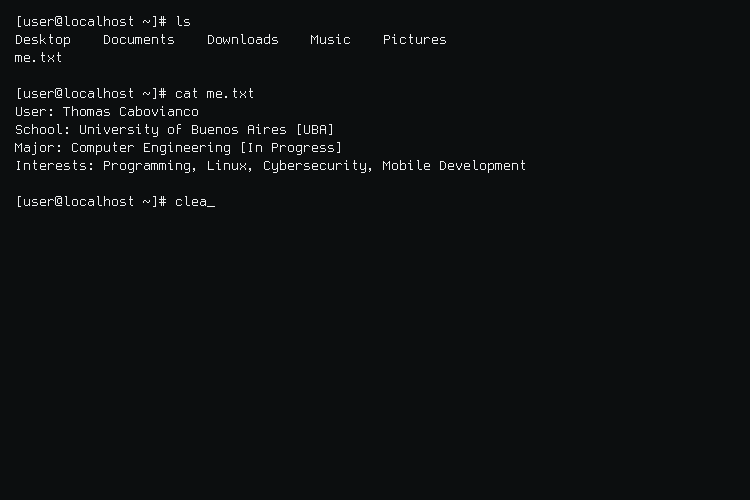 [user@localhost ~]# ls
Desktop    Documents    Downloads    Music    Pictures
me.txt
[user@localhost ~]# cat me.txt
User: Thomas Cabovianco
School: University of Buenos Aires [UBA]
Major: Computer Engineering [In Progress]
Interests: Programming, Linux, Cybersecurity, Mobile Development
[user@localhost ~]# clea_